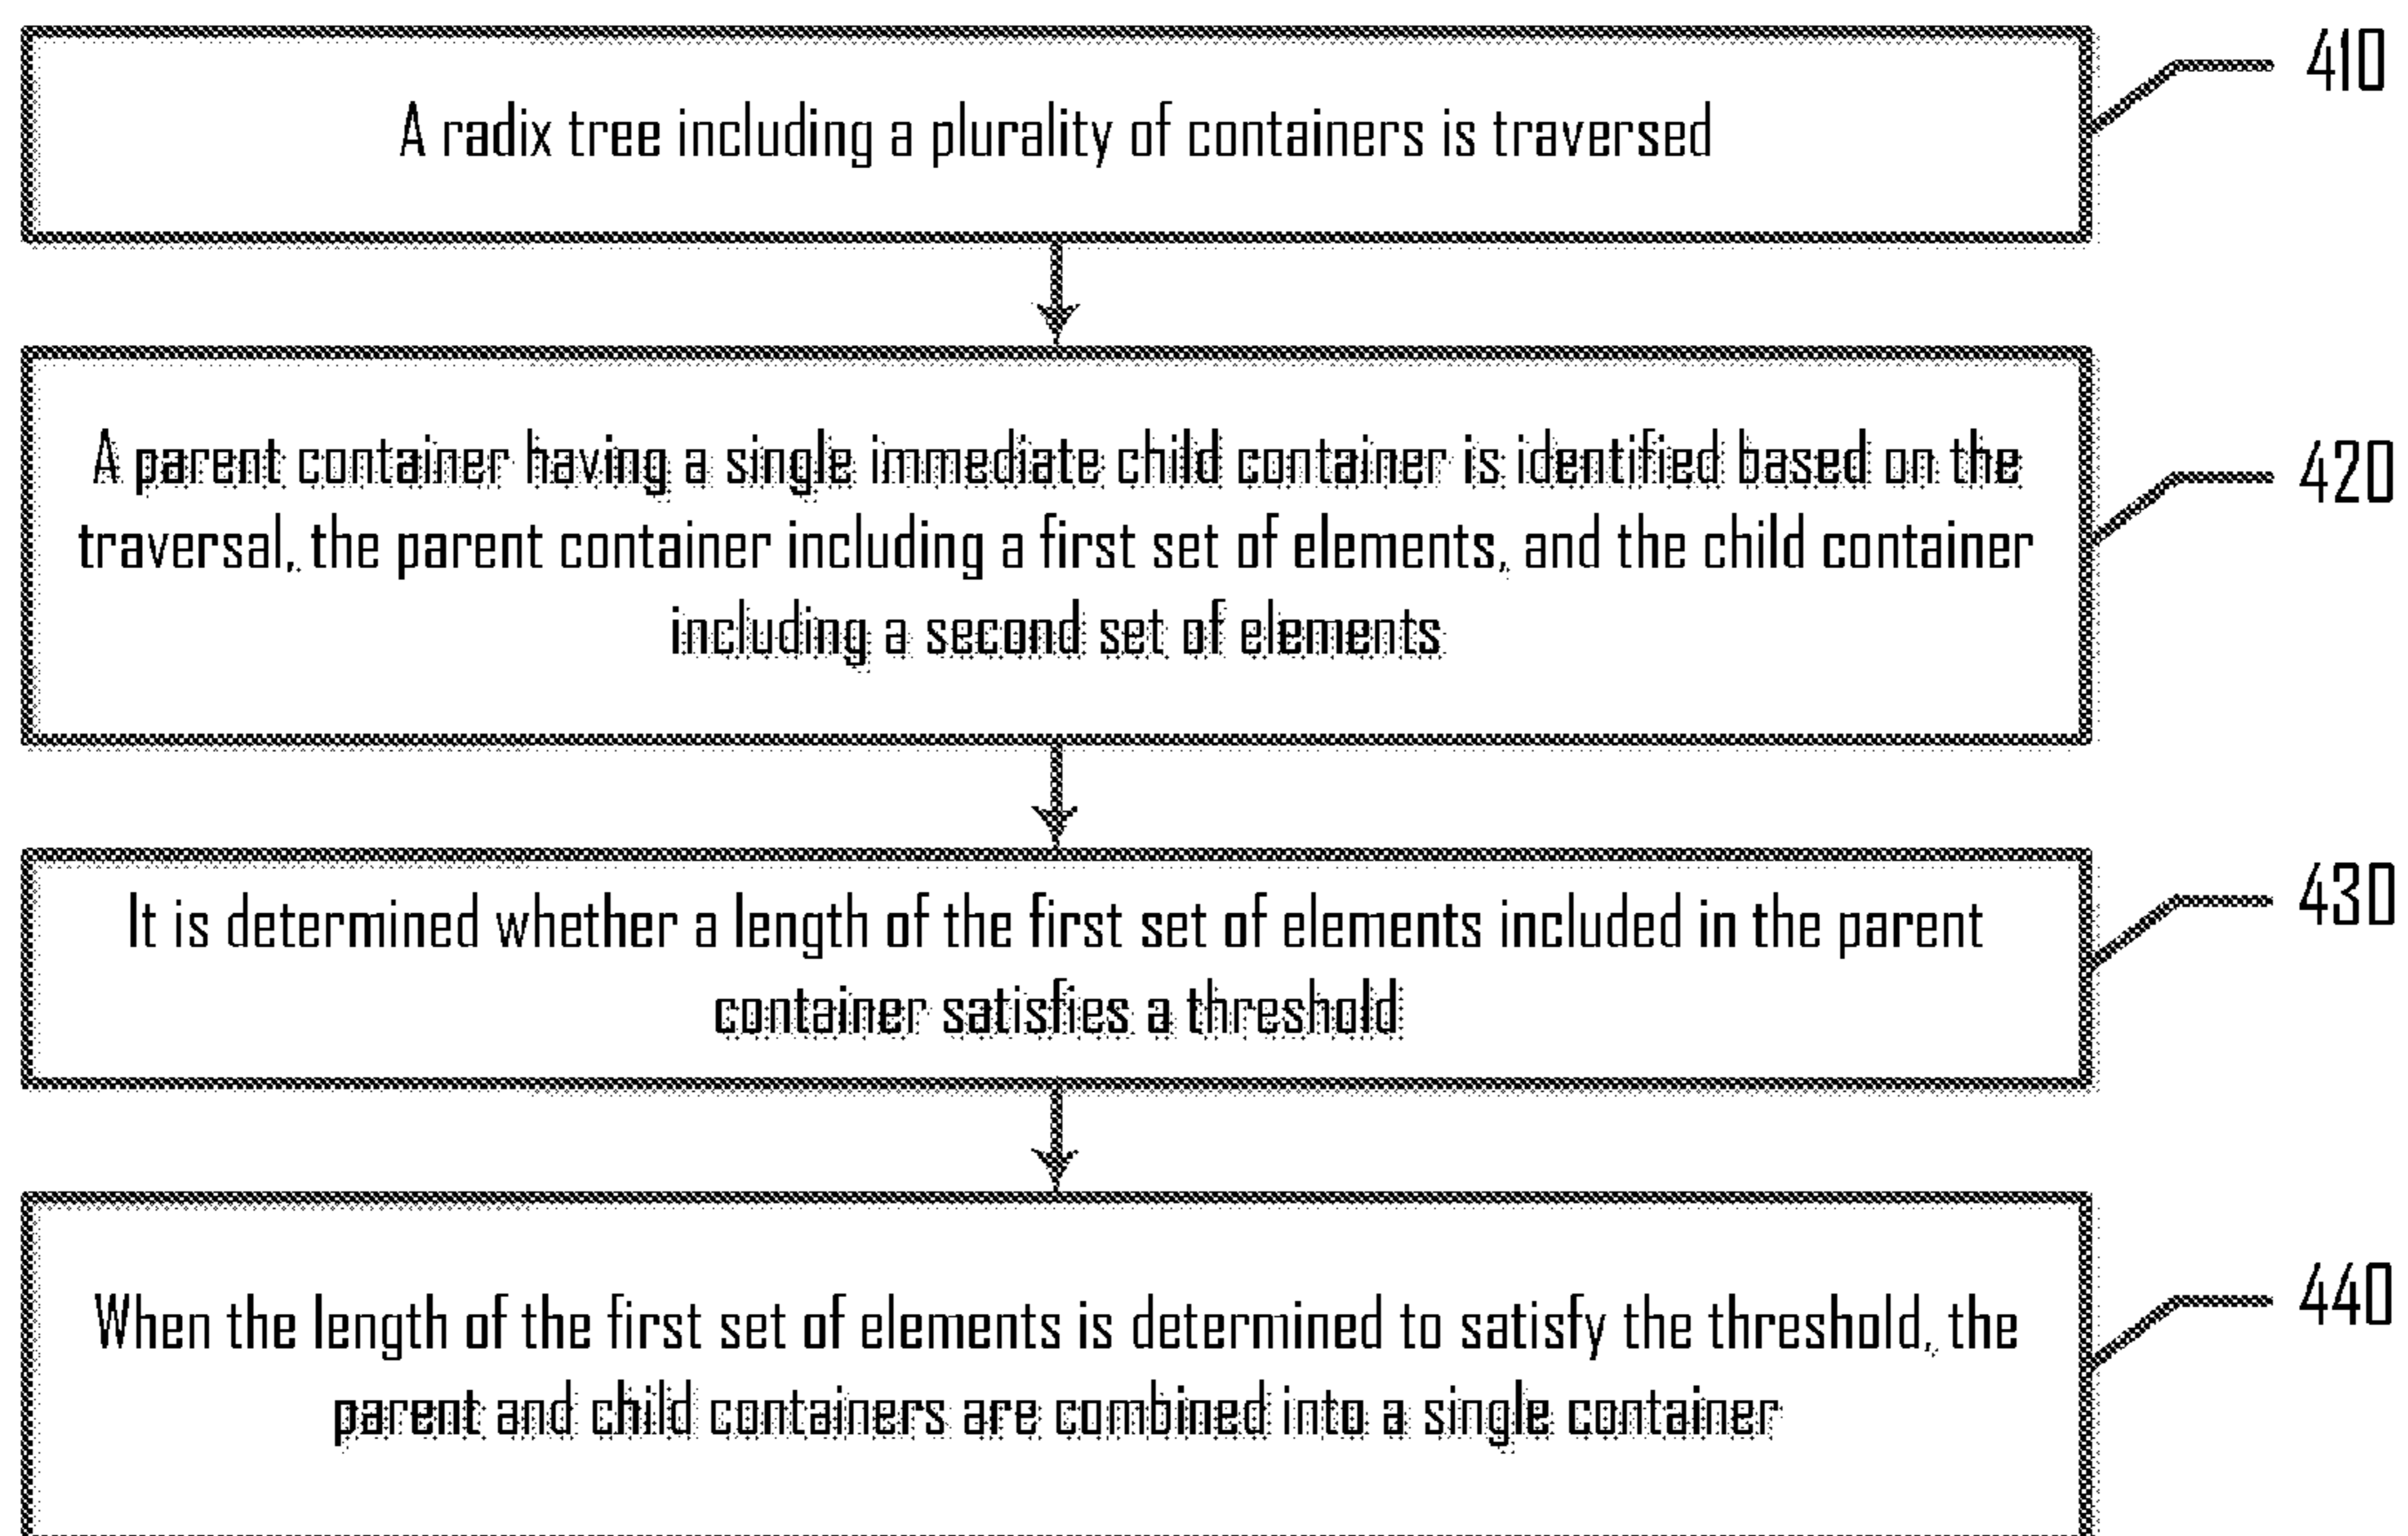 A radix tree including a plurality of containers is traversed
410
A parent container having a single immediate child container is identified based on the
traversal, the parent container including a first set of elements, and the child container
including a second set of elements
420
It is determined whether a length of the first set of elements included in the parent
container satisfies a threshold
430
When the length of the first set of elements is determined to satisfy the threshold, the
parent and child containers are combined into a single container
440